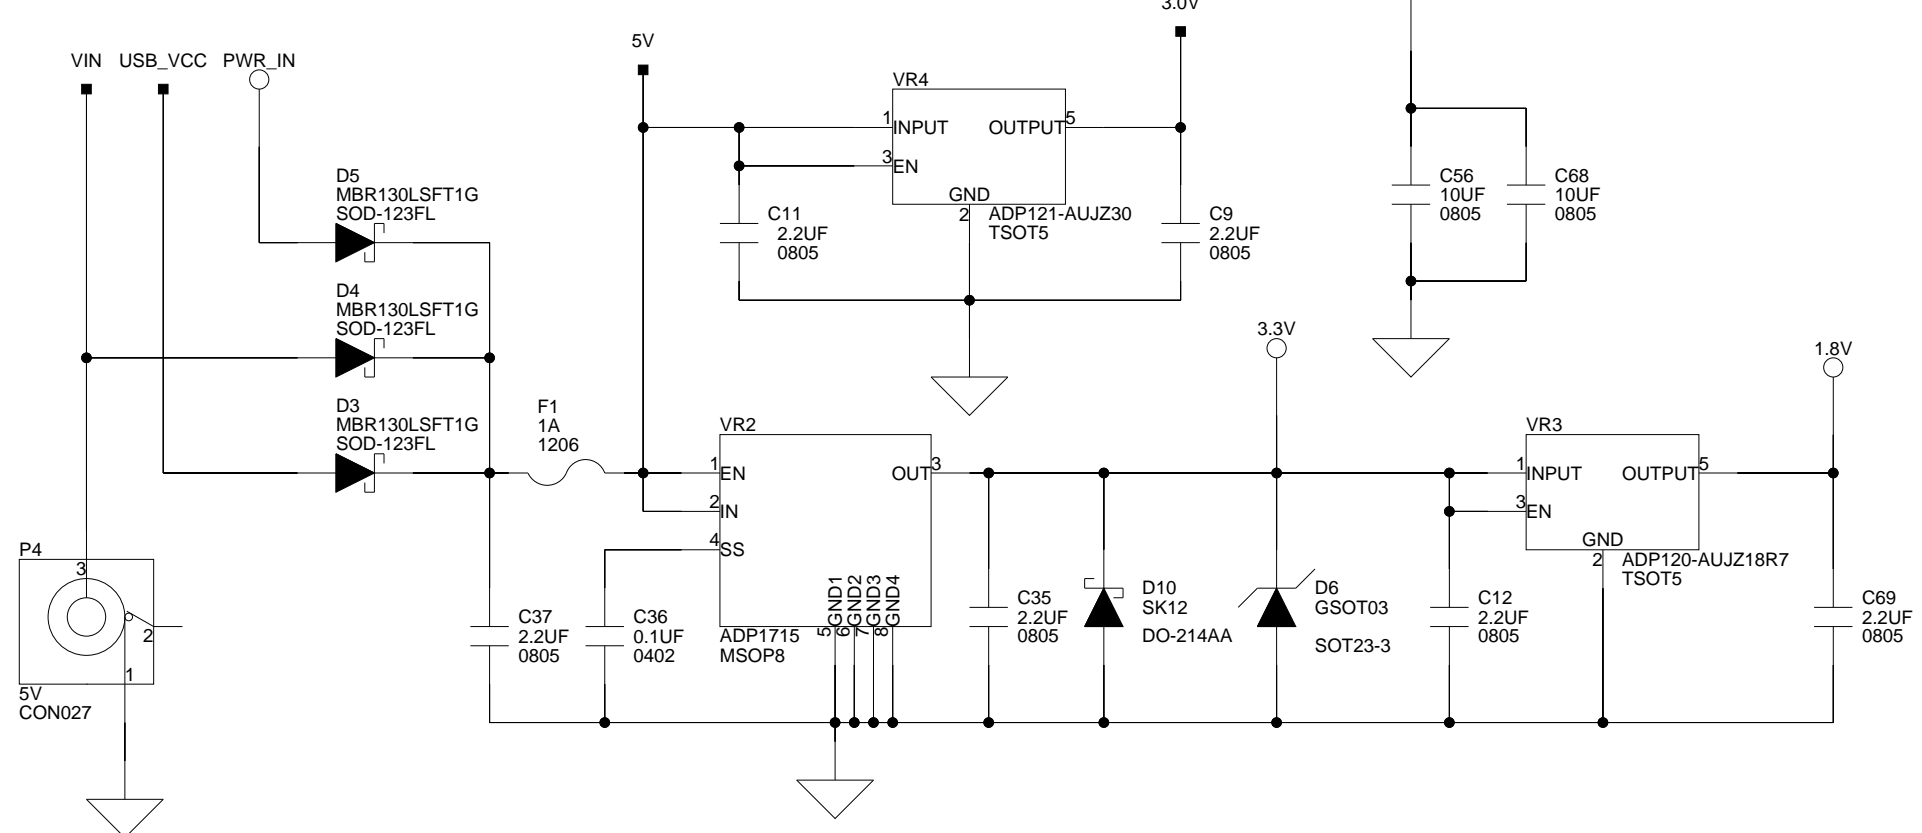 3.0V
VIN USB_VCC PWR_IN
5V
VR4
1 INPUT OUTPUT 5
3 EN
GND
2
ADP121-AUJZ30
TSOT5
C11
2.2UF
0805
C9
2.2UF
0805
C56
10UF
0805
C68
10UF
0805
D5
MBR130LSFT1G
SOD-123FL
D4
MBR130LSFT1G
SOD-123FL
D3
MBR130LSFT1G
SOD-123FL
F1
1A
1206
3.3V
1.8V
VR2
1 EN OUT 3
2 IN
4 SS
GND1
GND2
GND3
GND4
5
6
7
8
ADP1715
MSOP8
VR3
1 INPUT OUTPUT 5
3 EN
GND
2
ADP120-AUJZ18R7
TSOT5
P4
3
2
1
5V
CON027
C37
2.2UF
0805
C36
0.1UF
0402
C35
2.2UF
0805
D10
SK12
DO-214AA
D6
GSOT03
SOT23-3
C12
2.2UF
0805
C69
2.2UF
0805